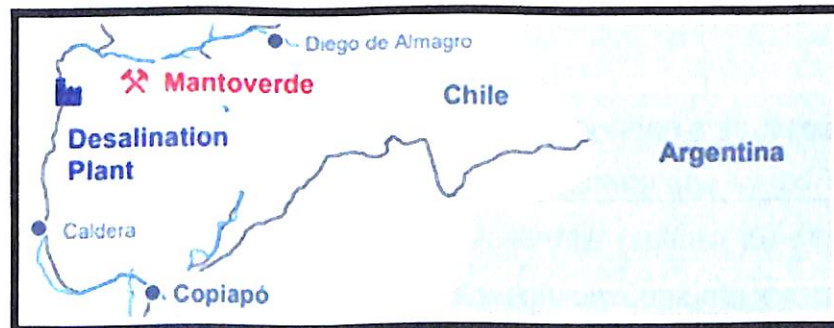 Diego de Almagro
Mantoverde
Chile
Desalination
Plant
Argentina
Caldera
Copiapó